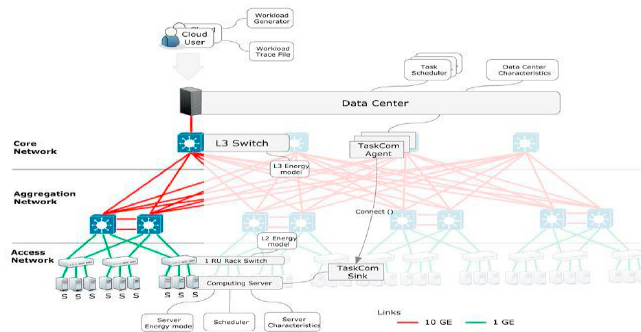 Workload
Generator
Cloud
User
Workload
Trace File
Task
Scheduler
Data Center
Characteristics
Data Center
Core
Network
L3 Switch
TaskCom
Agent
L3 Energy
model
Aggregation
Network
Connect ()
L2 Energy
model
Access
Network
1 RU Rack Switch
Computing Server
TaskCom
Sink
S S S S S S S S S
Server
Energy model
Scheduler
Server
Characteristics
Links
10 GE
1 GE